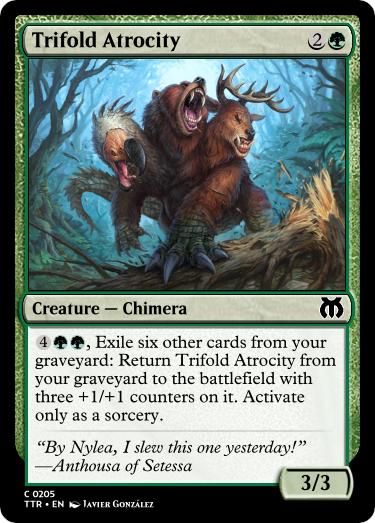 Trifold Atrocity 2
Creature — Chimera
4, Exile six other cards from your
graveyard: Return Trifold Atrocity from
your graveyard to the battlefield with
three +1/+1 counters on it. Activate
only as a sorcery.
“By Nylea, I slew this one yesterday!”
—Anthousa of Setessa
3/3
C 0205
TTR • EN Javier González